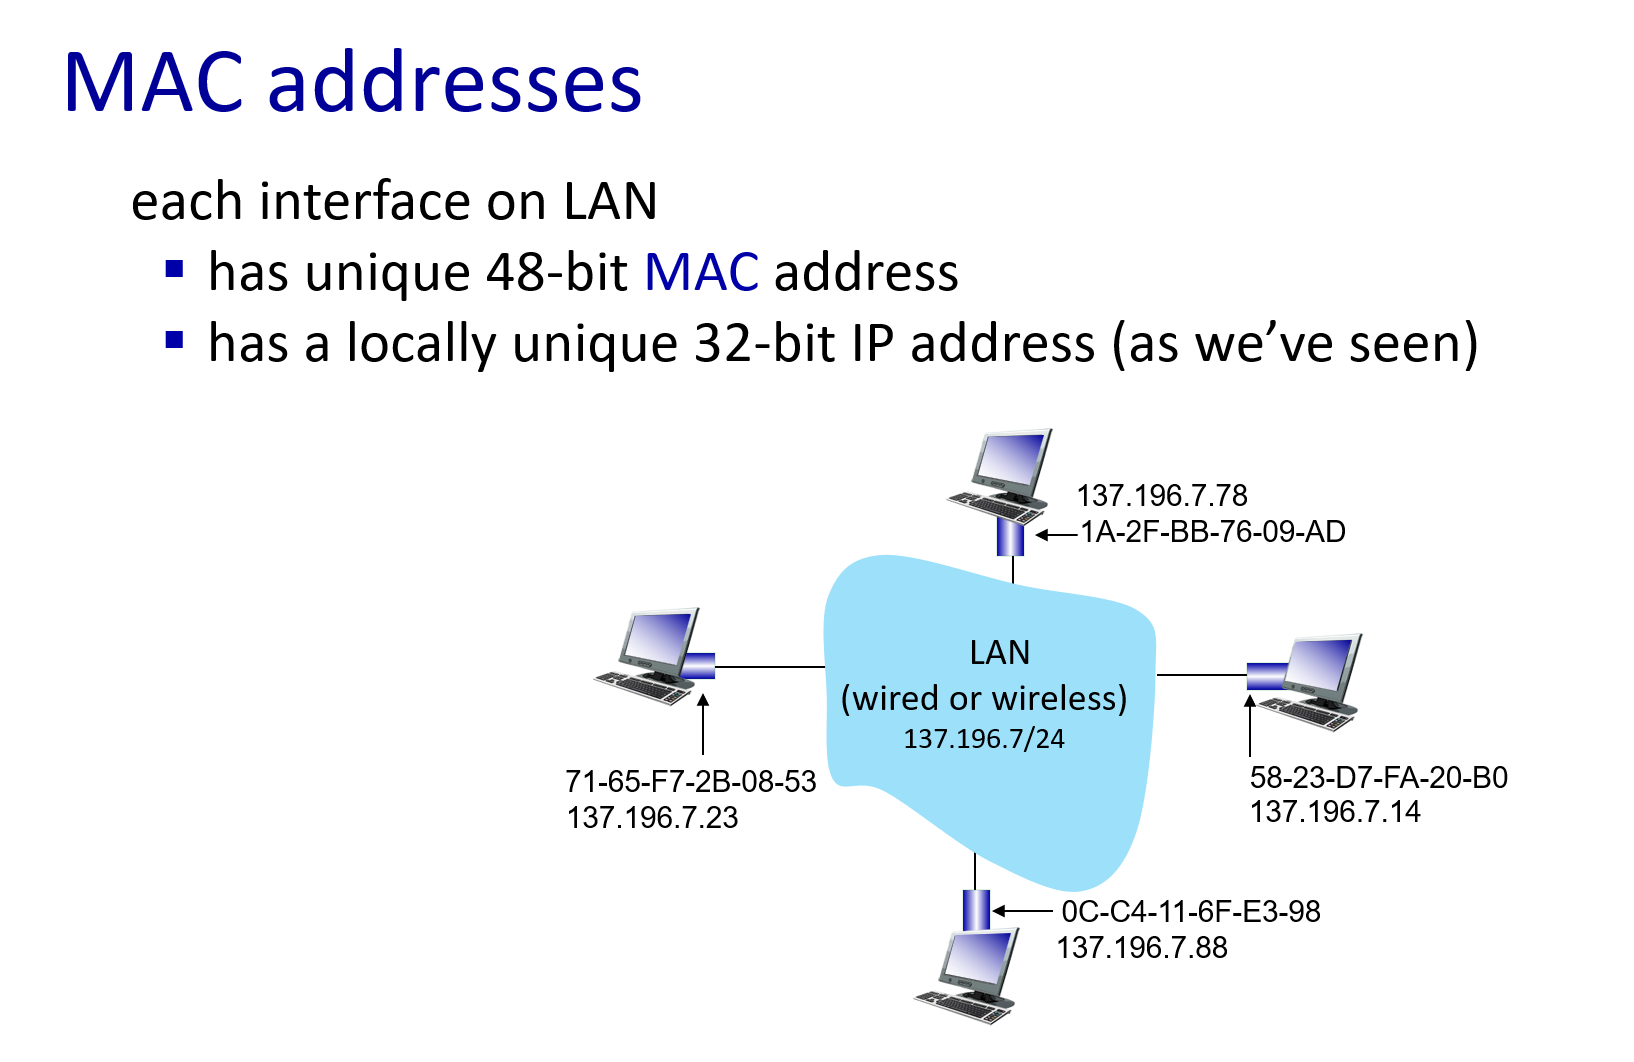 MAC addresses
each interface on LAN
▪ has unique 48-bit MAC address
▪ has a locally unique 32-bit IP address (as we’ve seen)
137.196.7.78
1A-2F-BB-76-09-AD
LAN
(wired or wireless)
137.196.7/24
71-65-F7-2B-08-53
137.196.7.23
58-23-D7-FA-20-B0
137.196.7.14
0C-C4-11-6F-E3-98
137.196.7.88